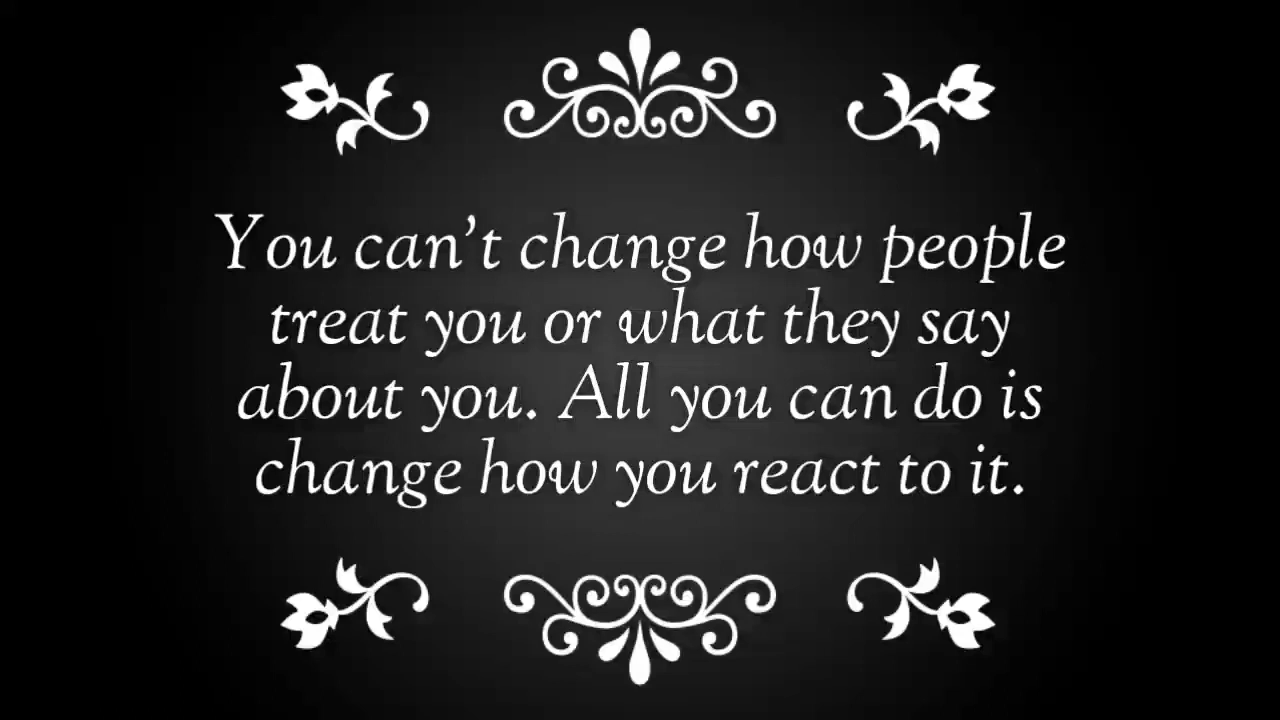 You can’t change how people
treat you or what they say
about you. All you can do is
change how you react to it.